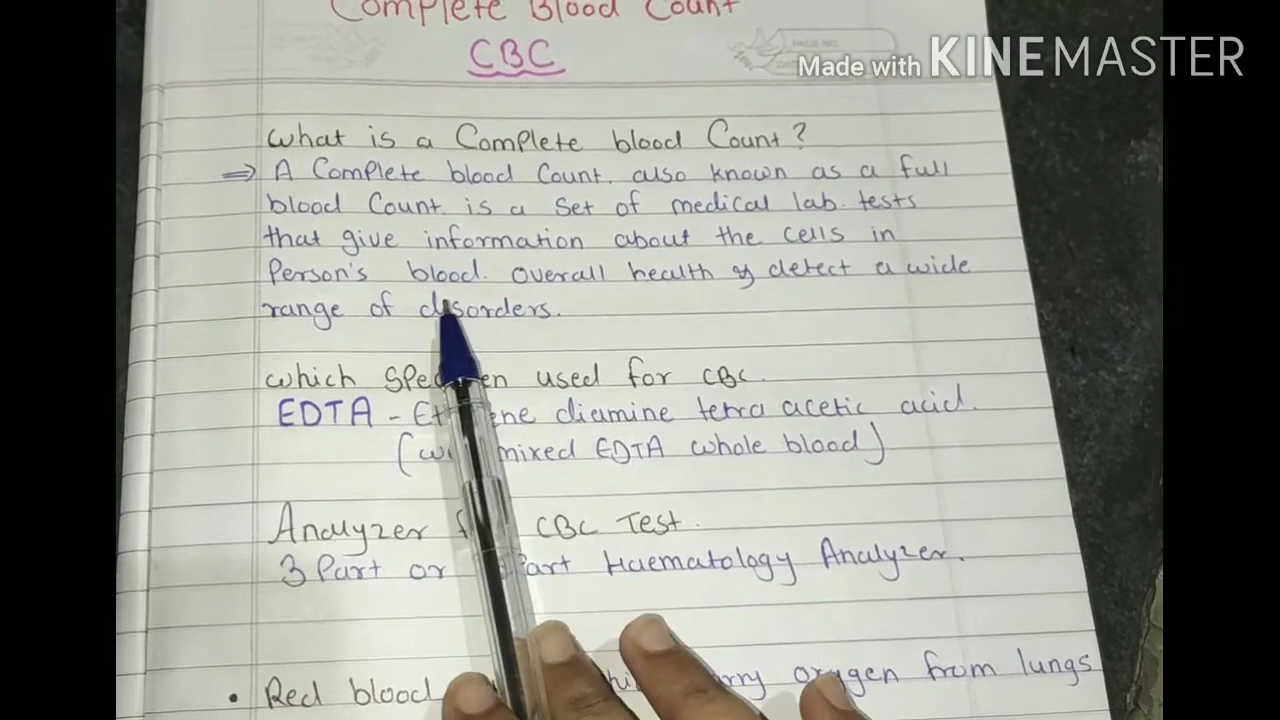 Complete Blood Count
CBC
Made with KINEMASTER
What is a Complete blood Count?
⇒ A Complete blood Count, also known as a full
blood Count is a set of medical lab. tests
that give information about the cells in
Person's blood. Overall health & detect a wide
range of disorders.
which used for CBC.
EDTA - diamine tetra acetic acid.
( mixed EDTA whole blood)
Analyzer CBC Test.
3 Part or Part Haematology Analyzer.
• Red blood oxygen from lungs